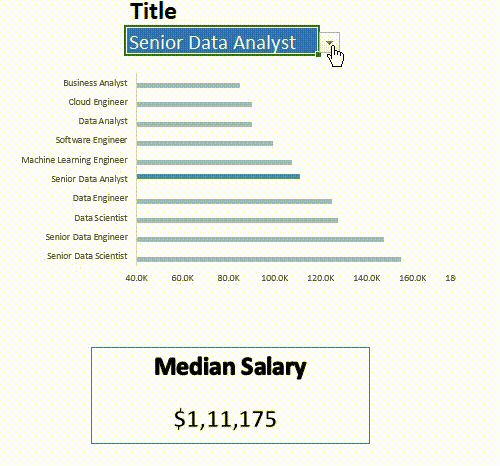 Title
Senior Data Analyst
Business Analyst
Cloud Engineer
Data Analyst
Software Engineer
Machine Learning Engineer
Senior Data Analyst
Data Engineer
Data Scientist
Senior Data Engineer
Senior Data Scientist
40.0K 60.0K 80.0K 100.0K 120.0K 140.0K 160.0K 18
Median Salary
$1,11,175